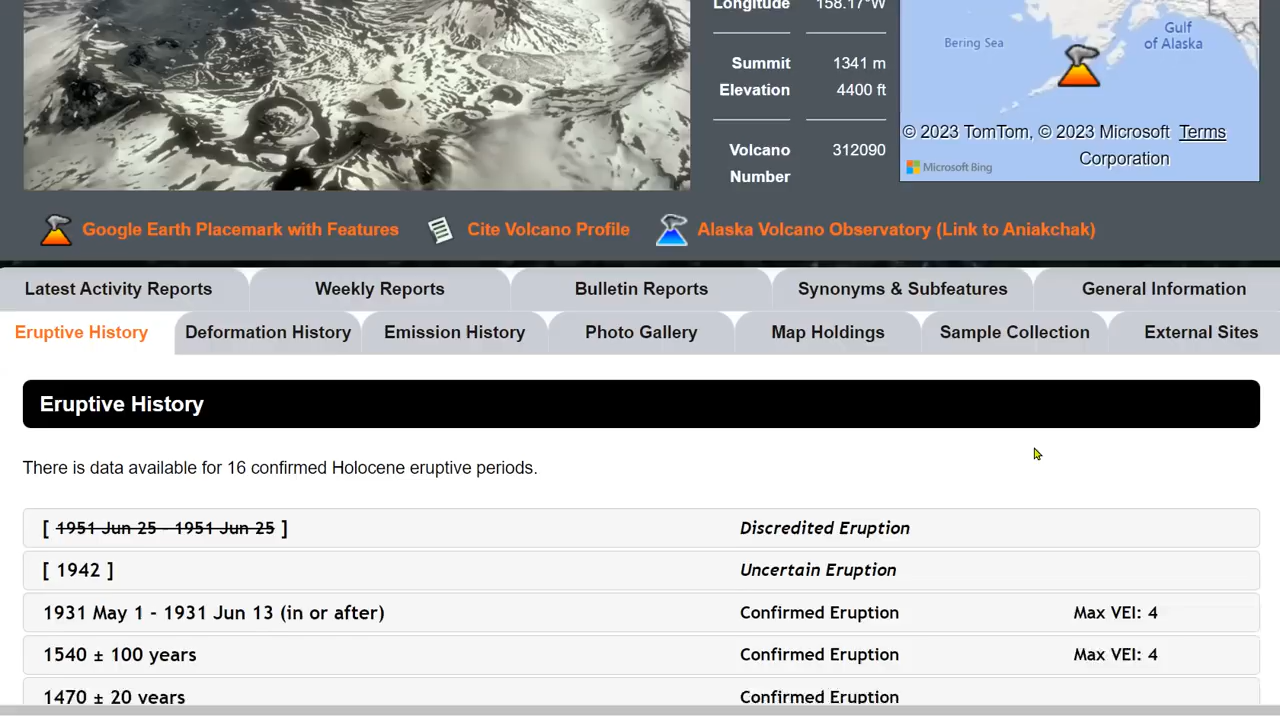 Longitude 158.17°W
Bering Sea
Gulf
of Alaska
Summit 1341 m
Elevation 4400 ft
© 2023 TomTom, © 2023 Microsoft Terms
Corporation
Microsoft Bing
Volcano 312090
Number
Google Earth Placemark with Features Cite Volcano Profile Alaska Volcano Observatory (Link to Aniakchak)
Latest Activity Reports Weekly Reports Bulletin Reports Synonyms & Subfeatures General Information
Eruptive History Deformation History Emission History Photo Gallery Map Holdings Sample Collection External Sites
Eruptive History
There is data available for 16 confirmed Holocene eruptive periods.
[ 1951 Jun 25 - 1951 Jun 25 ] Discredited Eruption
[ 1942 ] Uncertain Eruption
1931 May 1 - 1931 Jun 13 (in or after) Confirmed Eruption Max VEI: 4
1540 ± 100 years Confirmed Eruption Max VEI: 4
1470 ± 20 years Confirmed Eruption